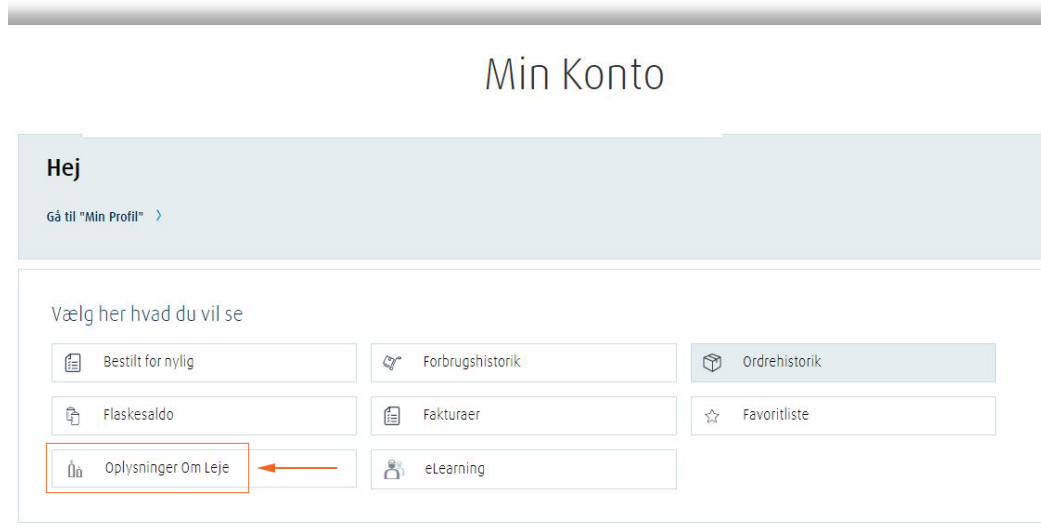 Min Konto
Hej
Gå til "Min Profil"
Vælg her hvad du vil se
Bestilt for nylig
Forbrugshistorik
Ordrehistorik
Flaskesaldo
Fakturaer
Favoritliste
Oplysninger Om Leje
eLearning